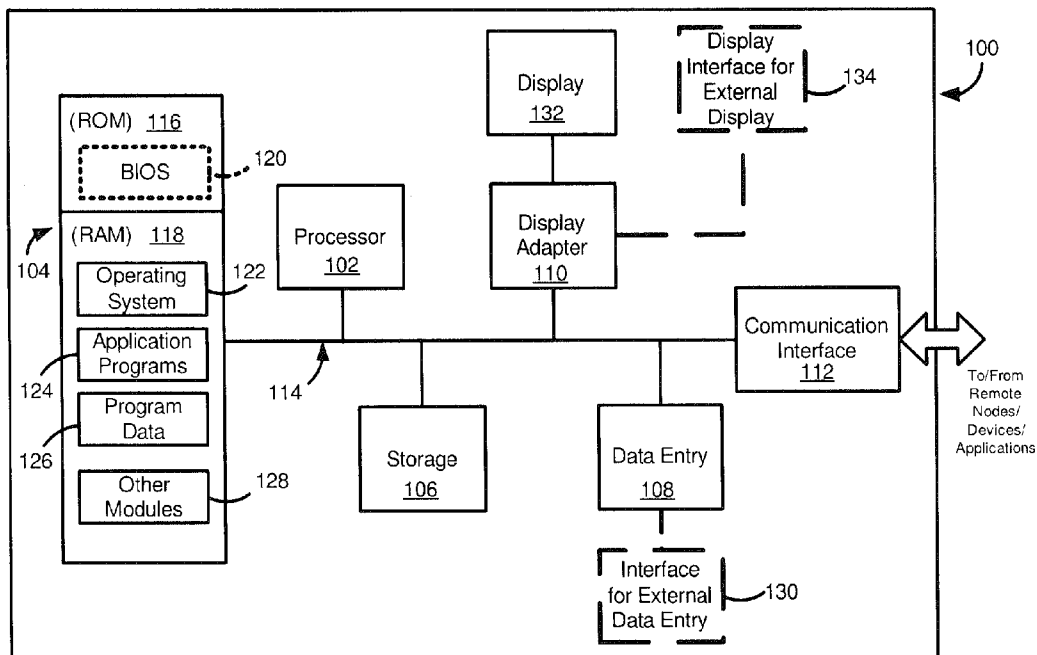 (ROM) 116
BIOS
120
104
(RAM) 118
Operating
System
122
Application
Programs
124
Program
Data
126
Other
Modules
128
Processor
102
114
Storage
106
Display
132
Display
Adapter
110
Display
Interface for
External
Display
134
100
Communication
Interface
112
To/From
Remote
Nodes/
Devices/
Applications
Data Entry
108
Interface
for External
Data Entry
130